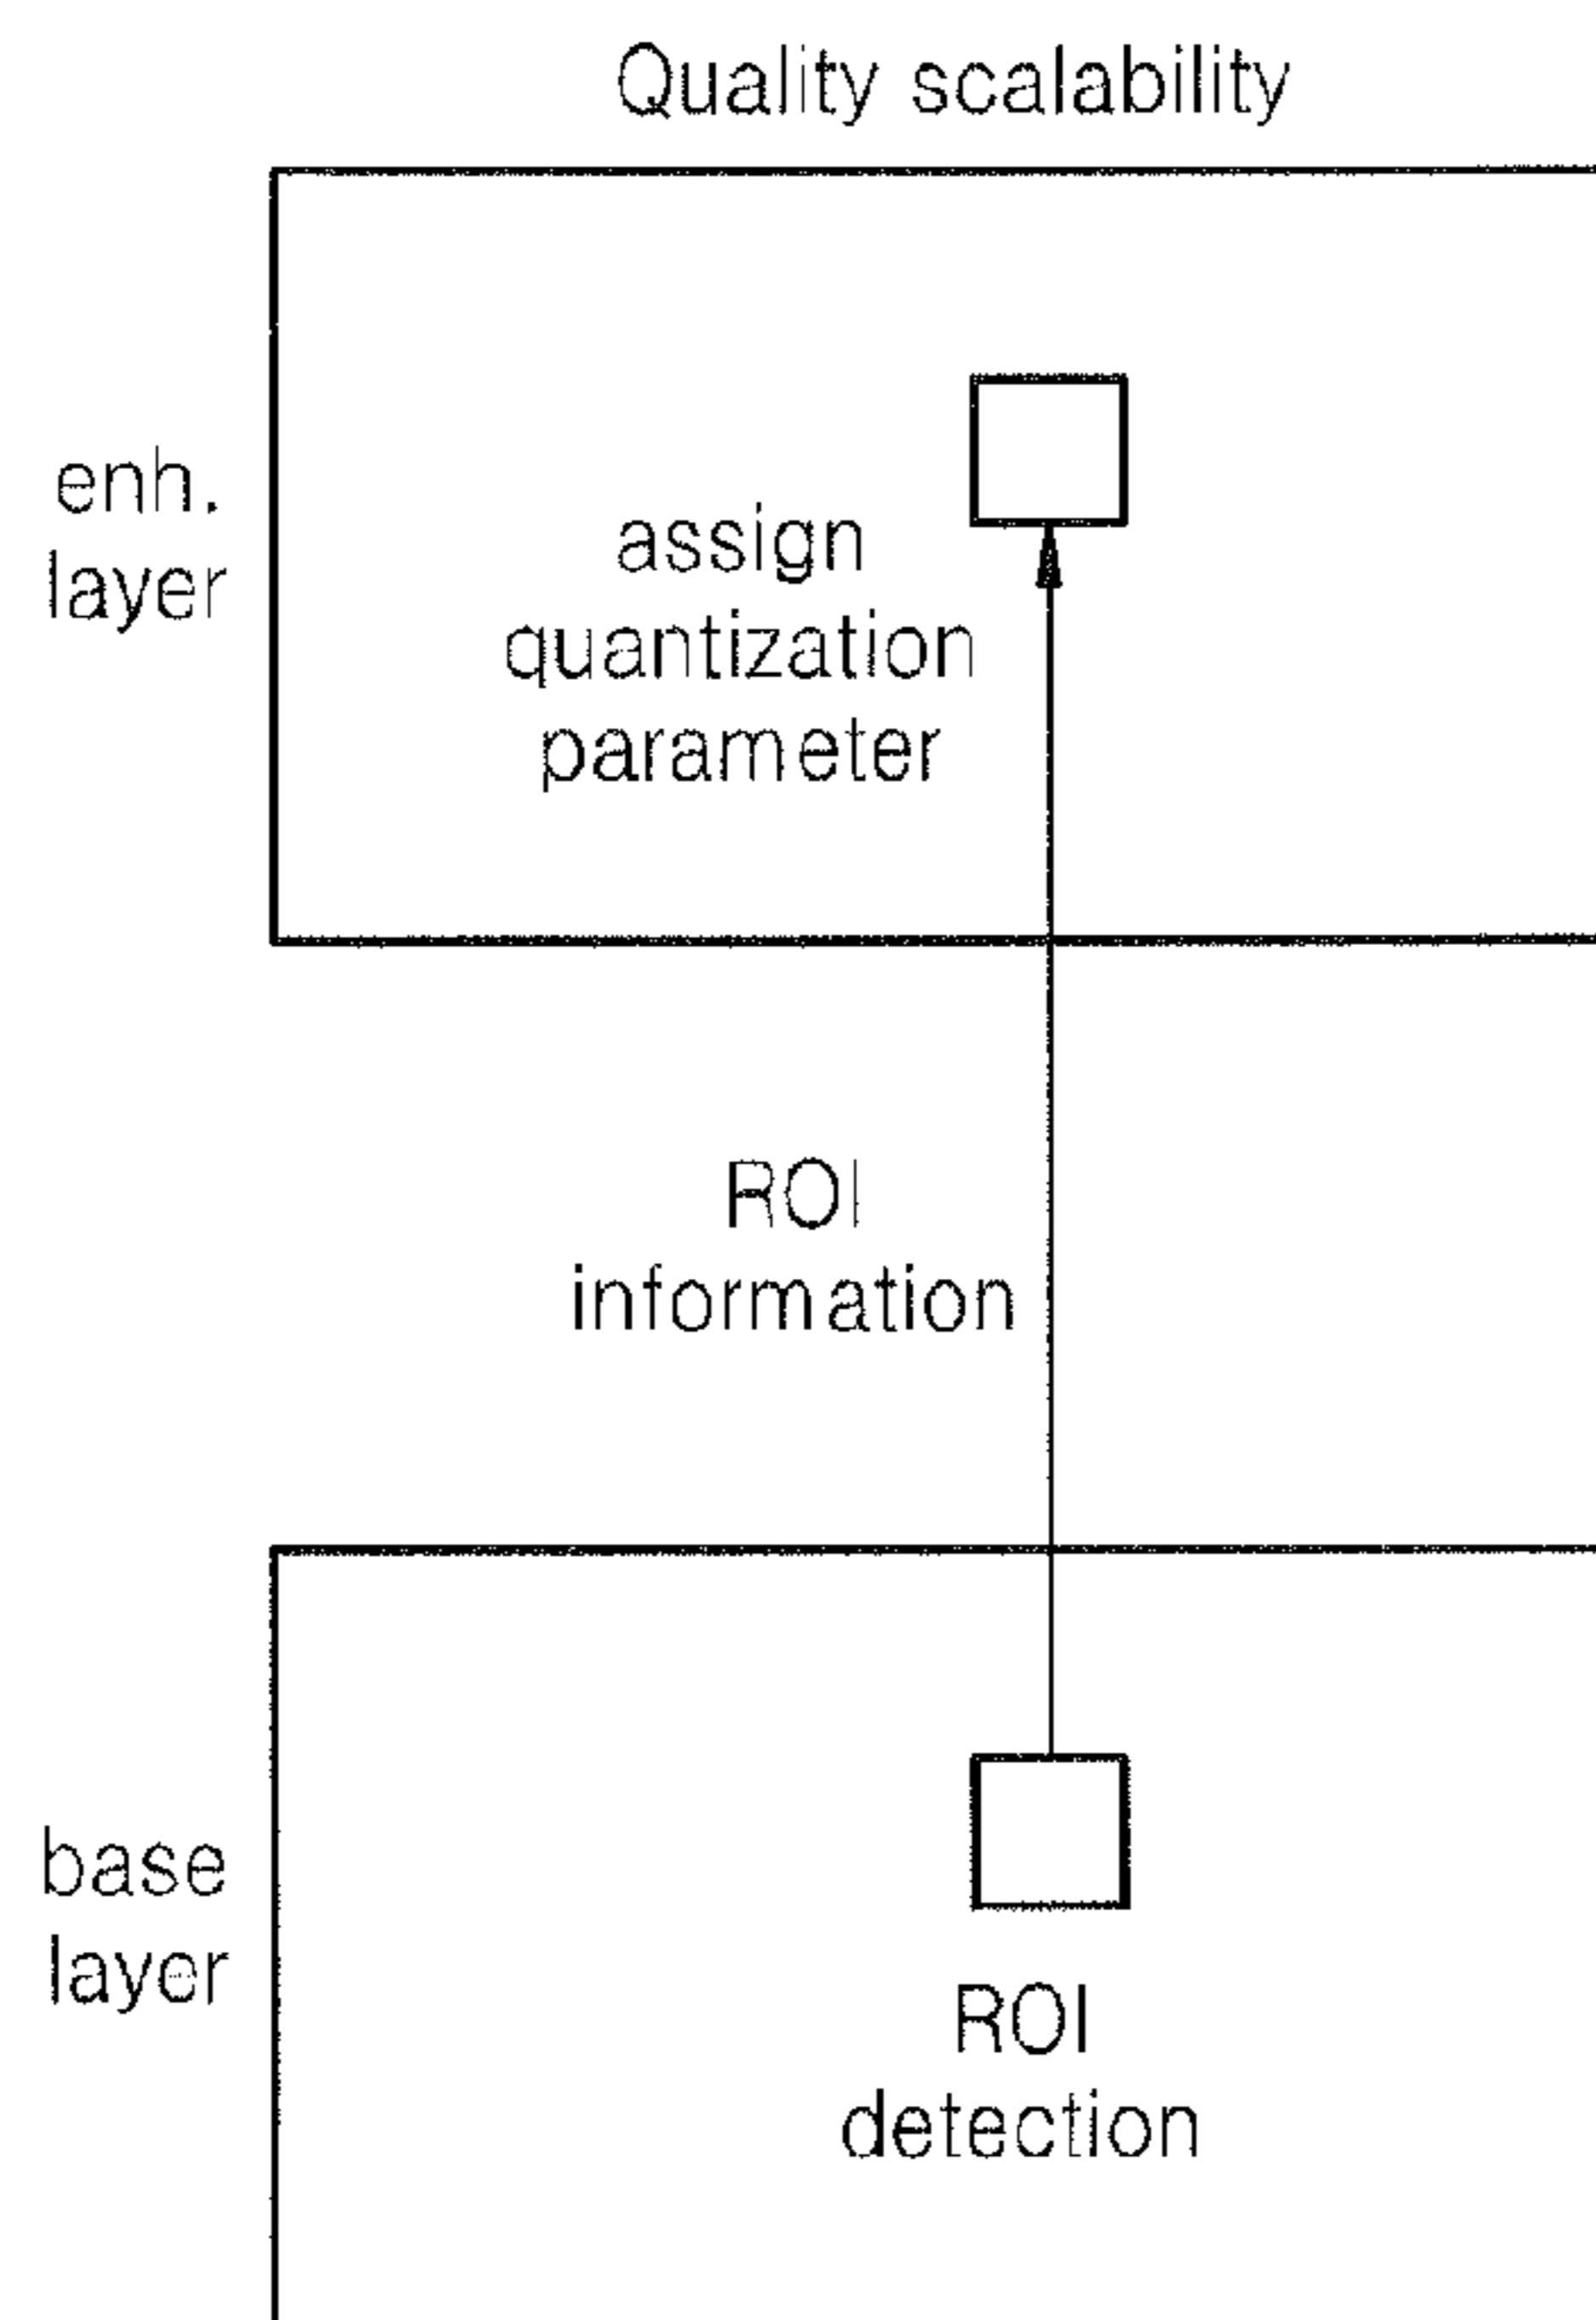 Quality scalability
enh.
layer
assign
quantization
parameter
ROI
information
base
layer
ROI
detection